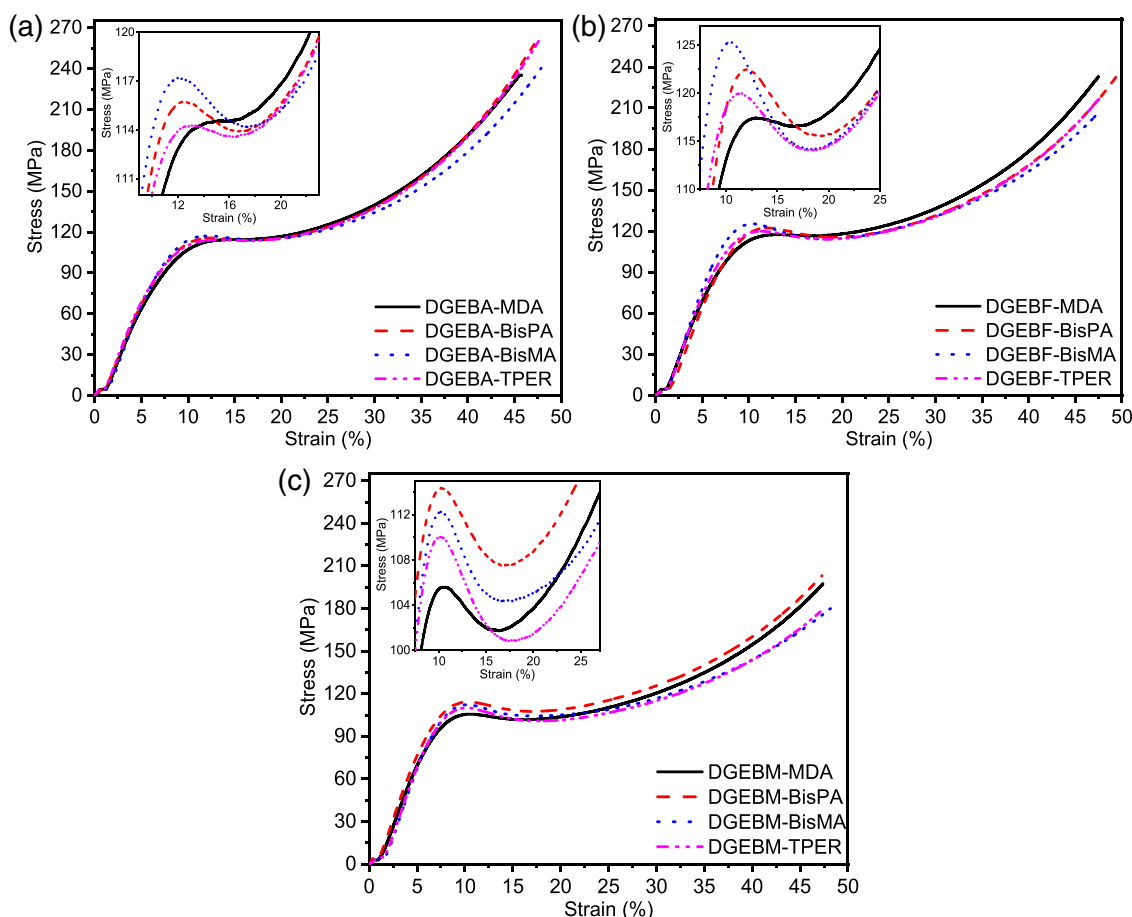 (a)
270
240
210
180
150
120
90
60
30
0
Stress (MPa)
0 5 10 15 20 25 30 35 40 45 50
Strain (%)
120
117
114
111
Stress (MPa)
12 16 20
Strain (%)
DGEBA-MDA
DGEBA-BisPA
DGEBA-BisMA
DGEBA-TPER
(b)
270
240
210
180
150
120
90
60
30
0
Stress (MPa)
0 5 10 15 20 25 30 35 40 45 50
Strain (%)
125
120
115
110
Stress (MPa)
10 15 20 25
Strain (%)
DGEBF-MDA
DGEBF-BisPA
DGEBF-BisMA
DGEBF-TPER
(c)
270
240
210
180
150
120
90
60
30
0
Stress (MPa)
0 5 10 15 20 25 30 35 40 45 50
Strain (%)
112
108
104
100
Stress (MPa)
10 15 20 25
Strain (%)
DGEBM-MDA
DGEBM-BisPA
DGEBM-BisMA
DGEBM-TPER